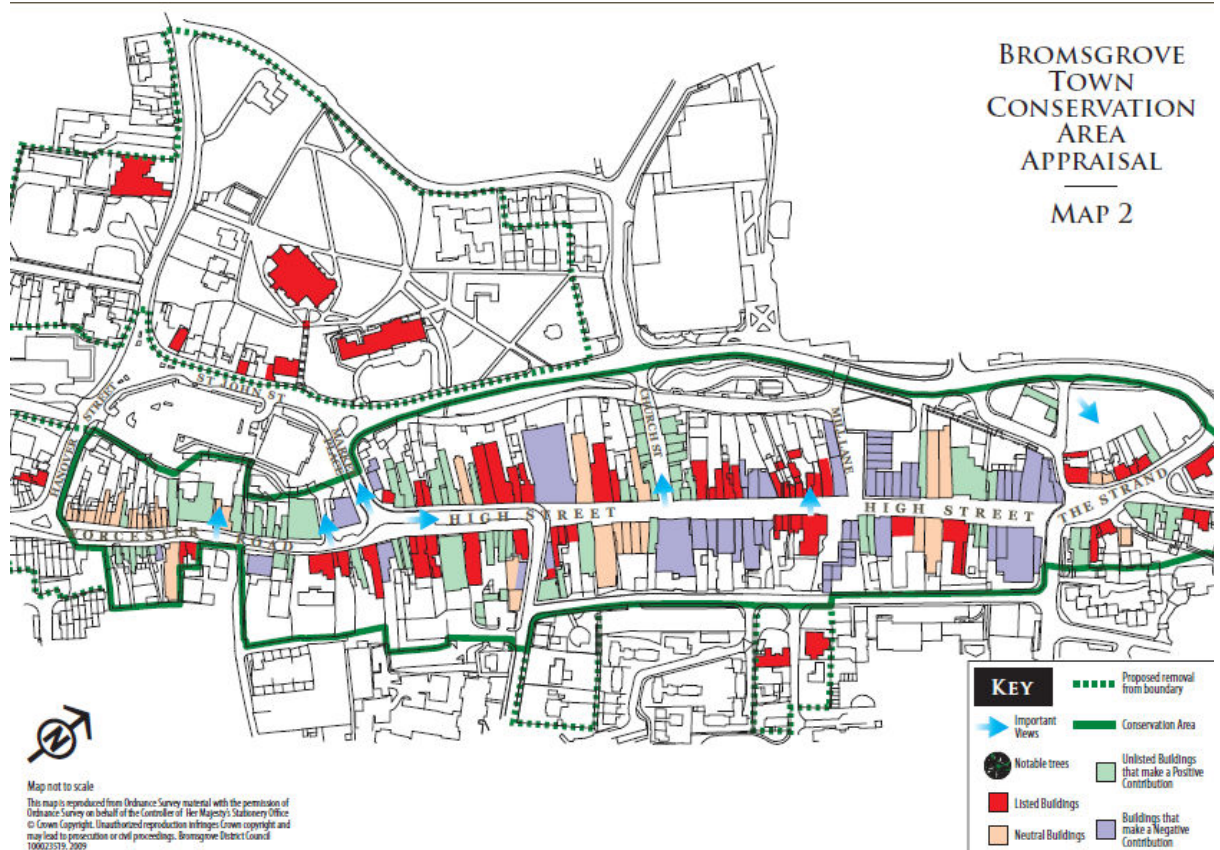 BROMSGROVE
TOWN
CONSERVATION
AREA
APPRAISAL
MAP 2
HANOVER STREET
ST JOHN ST
MARKET
CHURCH ST
MILL LANE
ORCESTER ROAD
HIGH STREET
HIGH STREET
THE STRAND
N
Map not to scale
This map is reproduced from Ordnance Survey material with the permission of
Ordnance Survey on behalf of the Controller of Her Majesty's Stationery Office
© Crown Copyright. Unauthorized reproduction infringes Crown copyright and
may lead to prosecution or civil proceedings. Bromsgrove District Council
100023519. 2009
KEY
Proposed removal
from boundary
Important
Views
Conservation Area
Notable trees
Unlisted Buildings
that make a Positive
Contribution
Listed Buildings
Neutral Buildings
Buildings that
make a Negative
Contribution